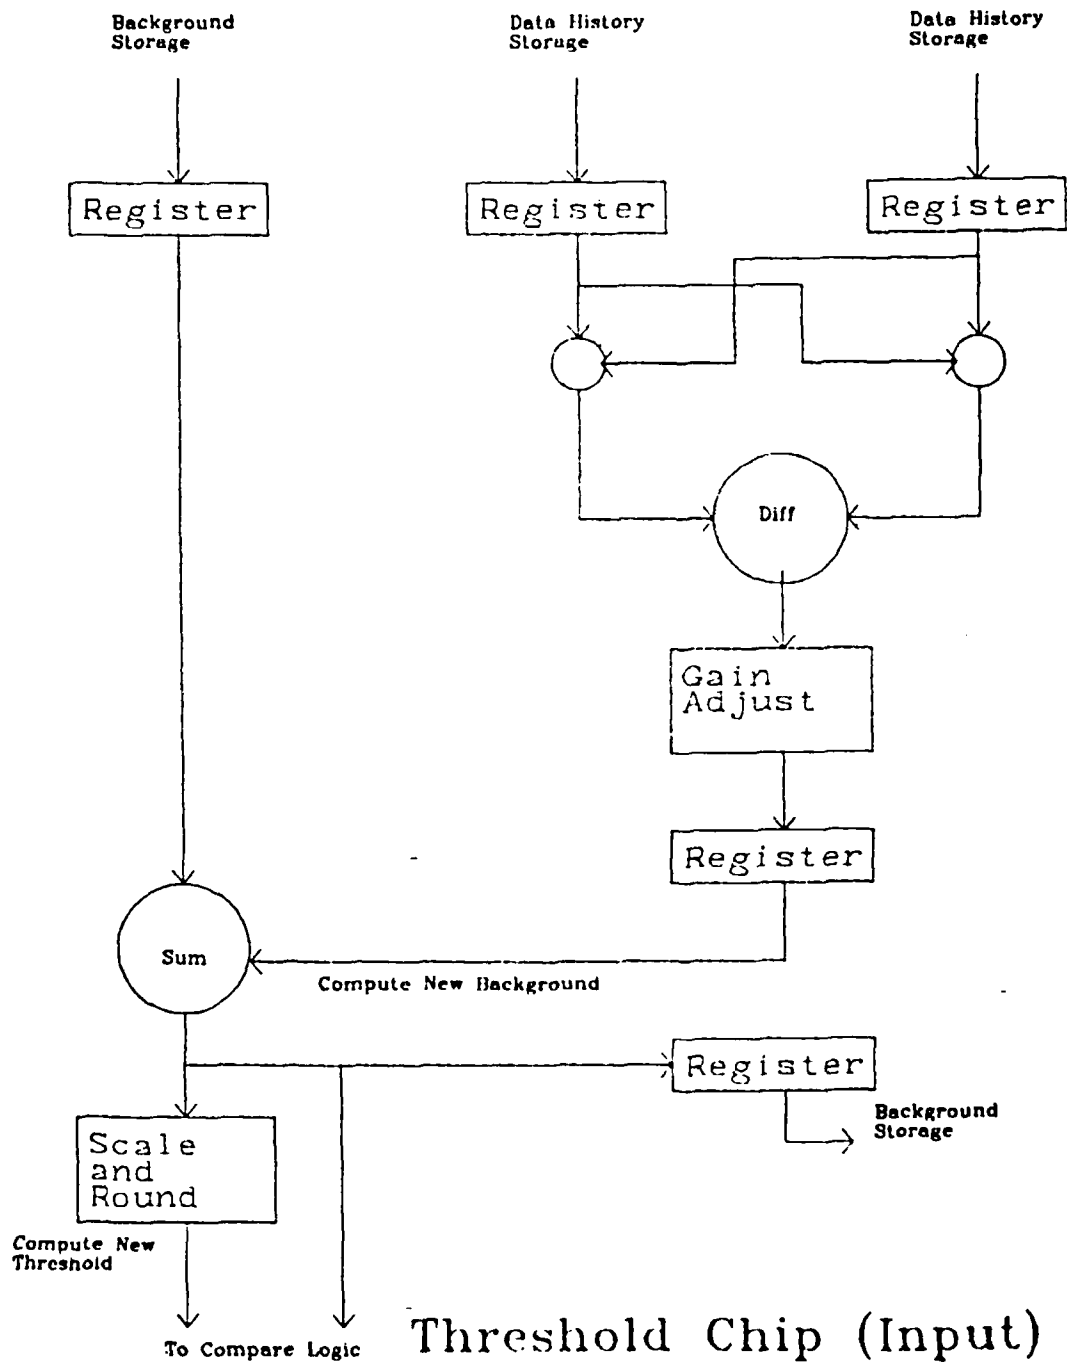 Background
Storage
Data History
Storage
Data History
Storage
Register
Register
Register
Diff
Gain
Adjust
Register
Sum
Compute New Background
Register
Background
Storage
Scale
and
Round
Compute New
Threshold
To Compare Logic
Threshold Chip (Input)